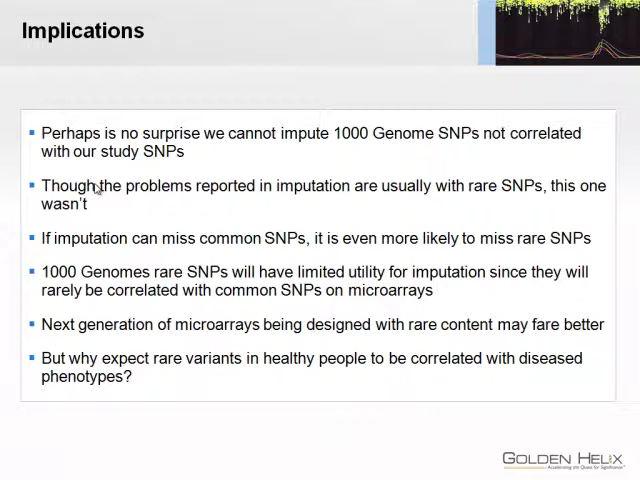 Implications
Perhaps is no surprise we cannot impute 1000 Genome SNPs not correlated
with our study SNPs
Though the problems reported in imputation are usually with rare SNPs, this one
wasn't
If imputation can miss common SNPs, it is even more likely to miss rare SNPs
1000 Genomes rare SNPs will have limited utility for imputation since they will
rarely be correlated with common SNPs on microarrays
Next generation of microarrays being designed with rare content may fare better
But why expect rare variants in healthy people to be correlated with diseased
phenotypes?
GOLDEN HELIX
Accelerating the Quest for Significance